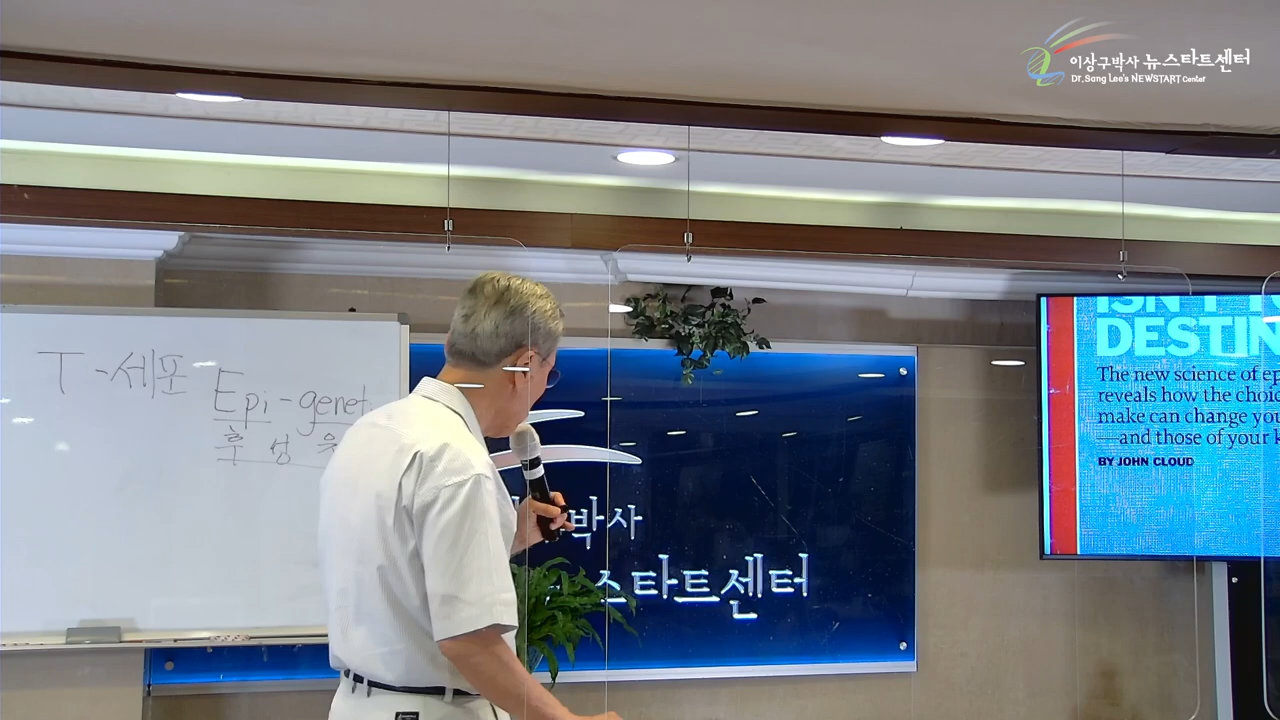 이상구박사 뉴스타트센터
Dr. Sang Lee's NEWSTART Center
T-세포
Epi-genet
후성유
박사
스타트센터
DESTIN
The new science of ep
reveals how the choic
make can change you
—and those of your k
BY JOHN CLOUD